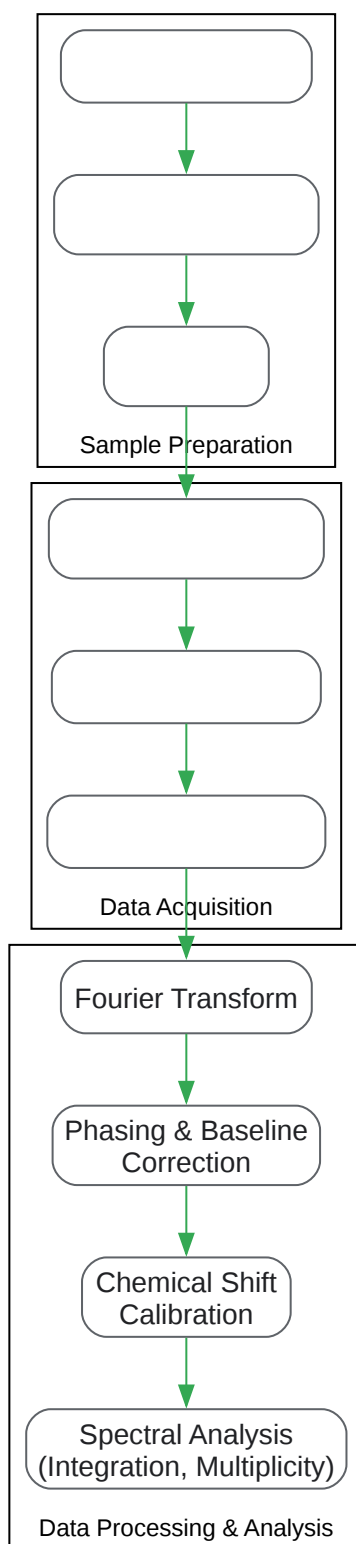 Sample Preparation
Data Acquisition
Fourier Transform
Phasing & Baseline
Correction
Chemical Shift
Calibration
Spectral Analysis
(Integration, Multiplicity)
Data Processing & Analysis